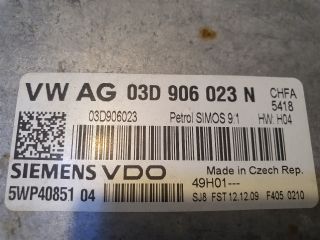 VW AG 03D 906 023 N CHFA
5418
03D906023 Petrol SIMOS 9.1 HW: H04
SIEMENS VDO Made in Czech Rep.
5WP40851 04 49H01---
SJ8 FST 12.12.09 F405 0210